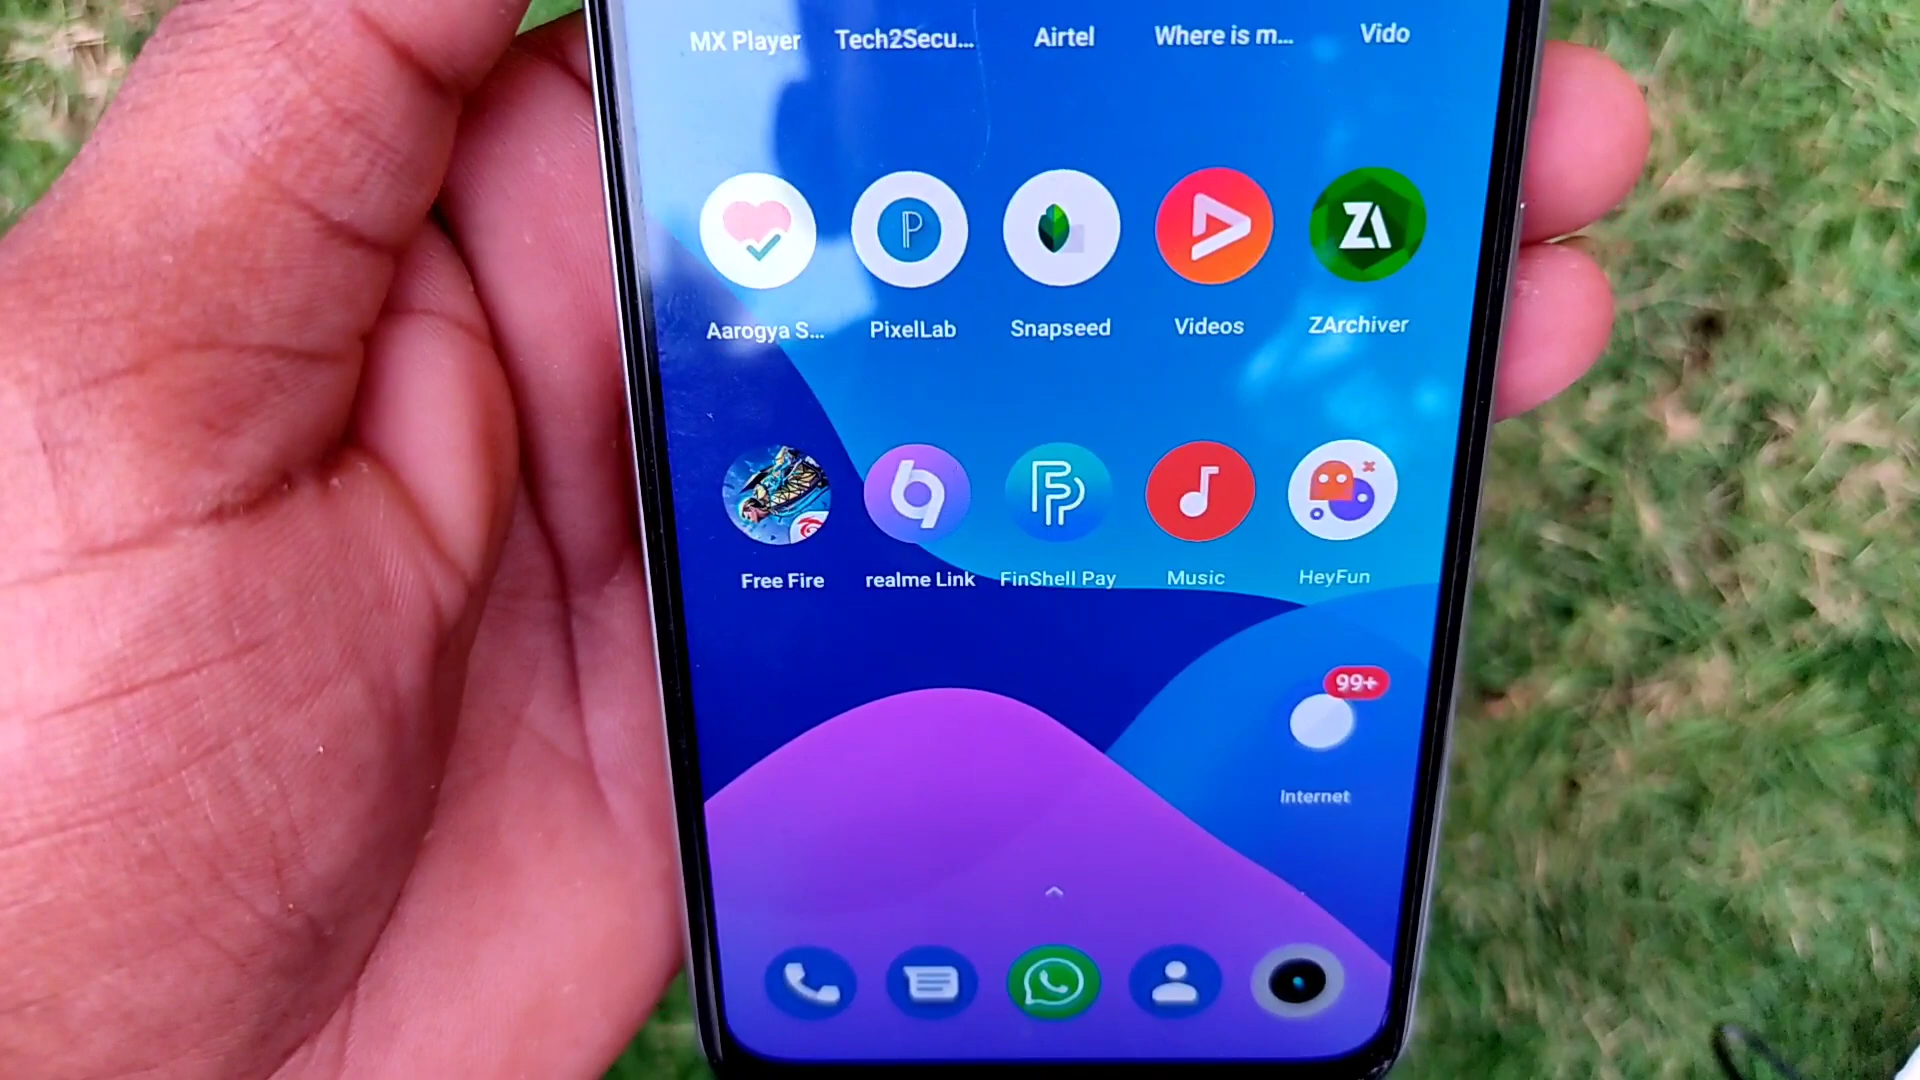 MX Player Tech2Secu... Airtel Where is m... Vido
P ZA
Aarogya S... PixelLab Snapseed Videos ZArchiver
Free Fire realme Link FinShell Pay Music HeyFun
99+
Internet